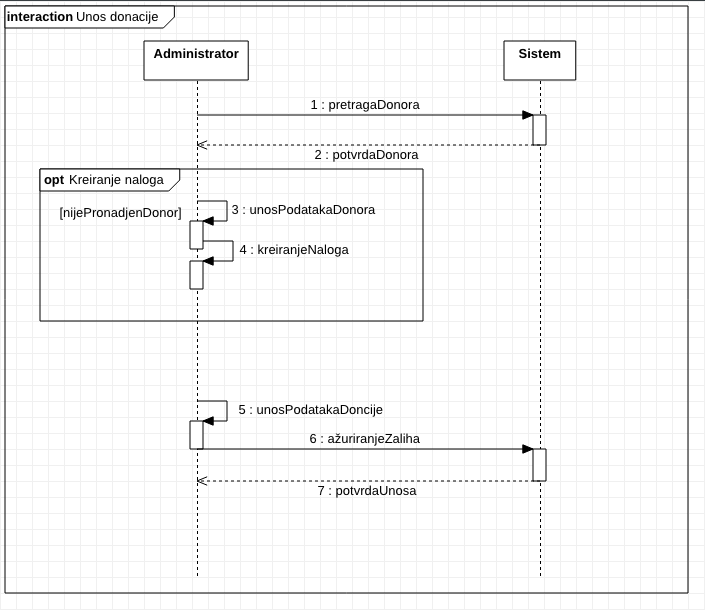 interaction Unos donacije
Administrator
Sistem
1 : pretragaDonora
2 : potvrdaDonora
opt Kreiranje naloga
[nijePronadjenDonor]
3 : unosPodatakaDonora
4 : kreiranjeNaloga
5 : unosPodatakaDoncije
6 : ažuriranjeZaliha
7 : potvrdaUnosa